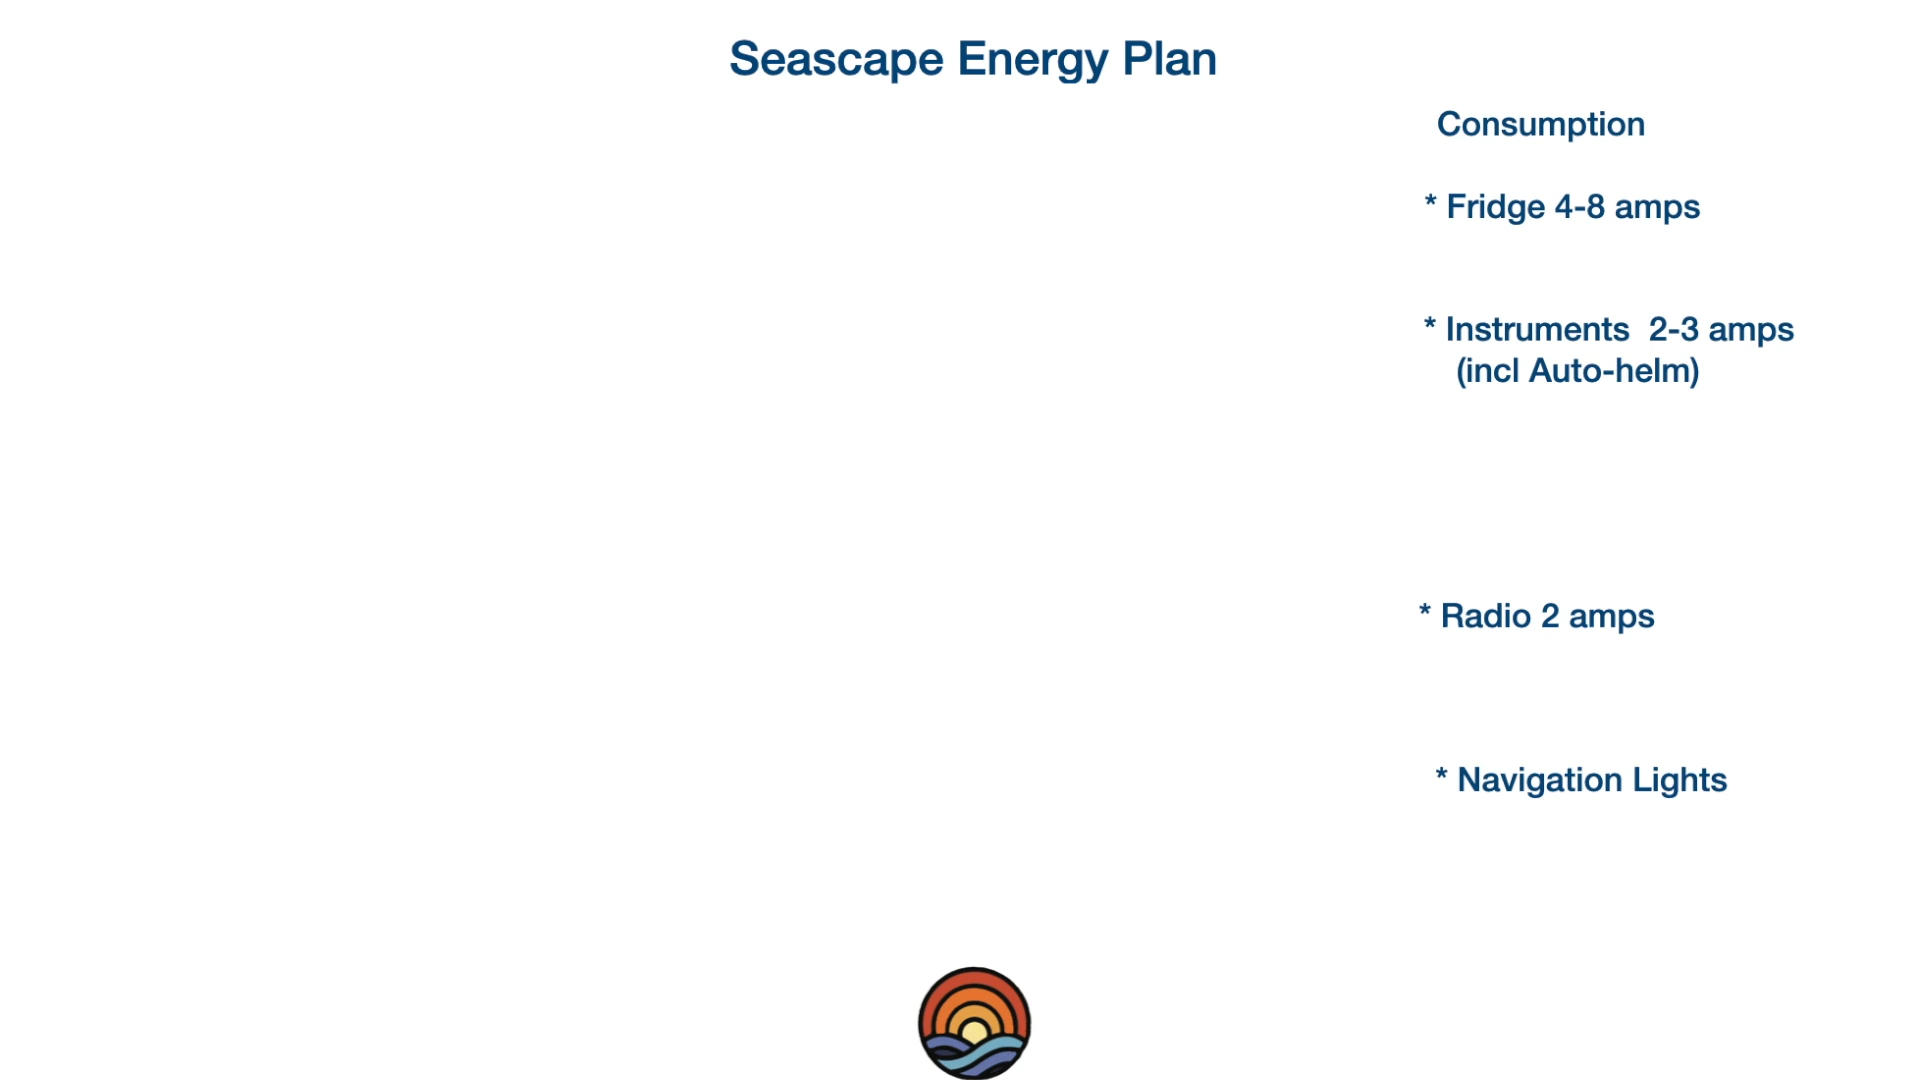 Seascape Energy Plan
Consumption
* Fridge 4-8 amps
* Instruments  2-3 amps
(incl Auto-helm)
* Radio 2 amps
* Navigation Lights